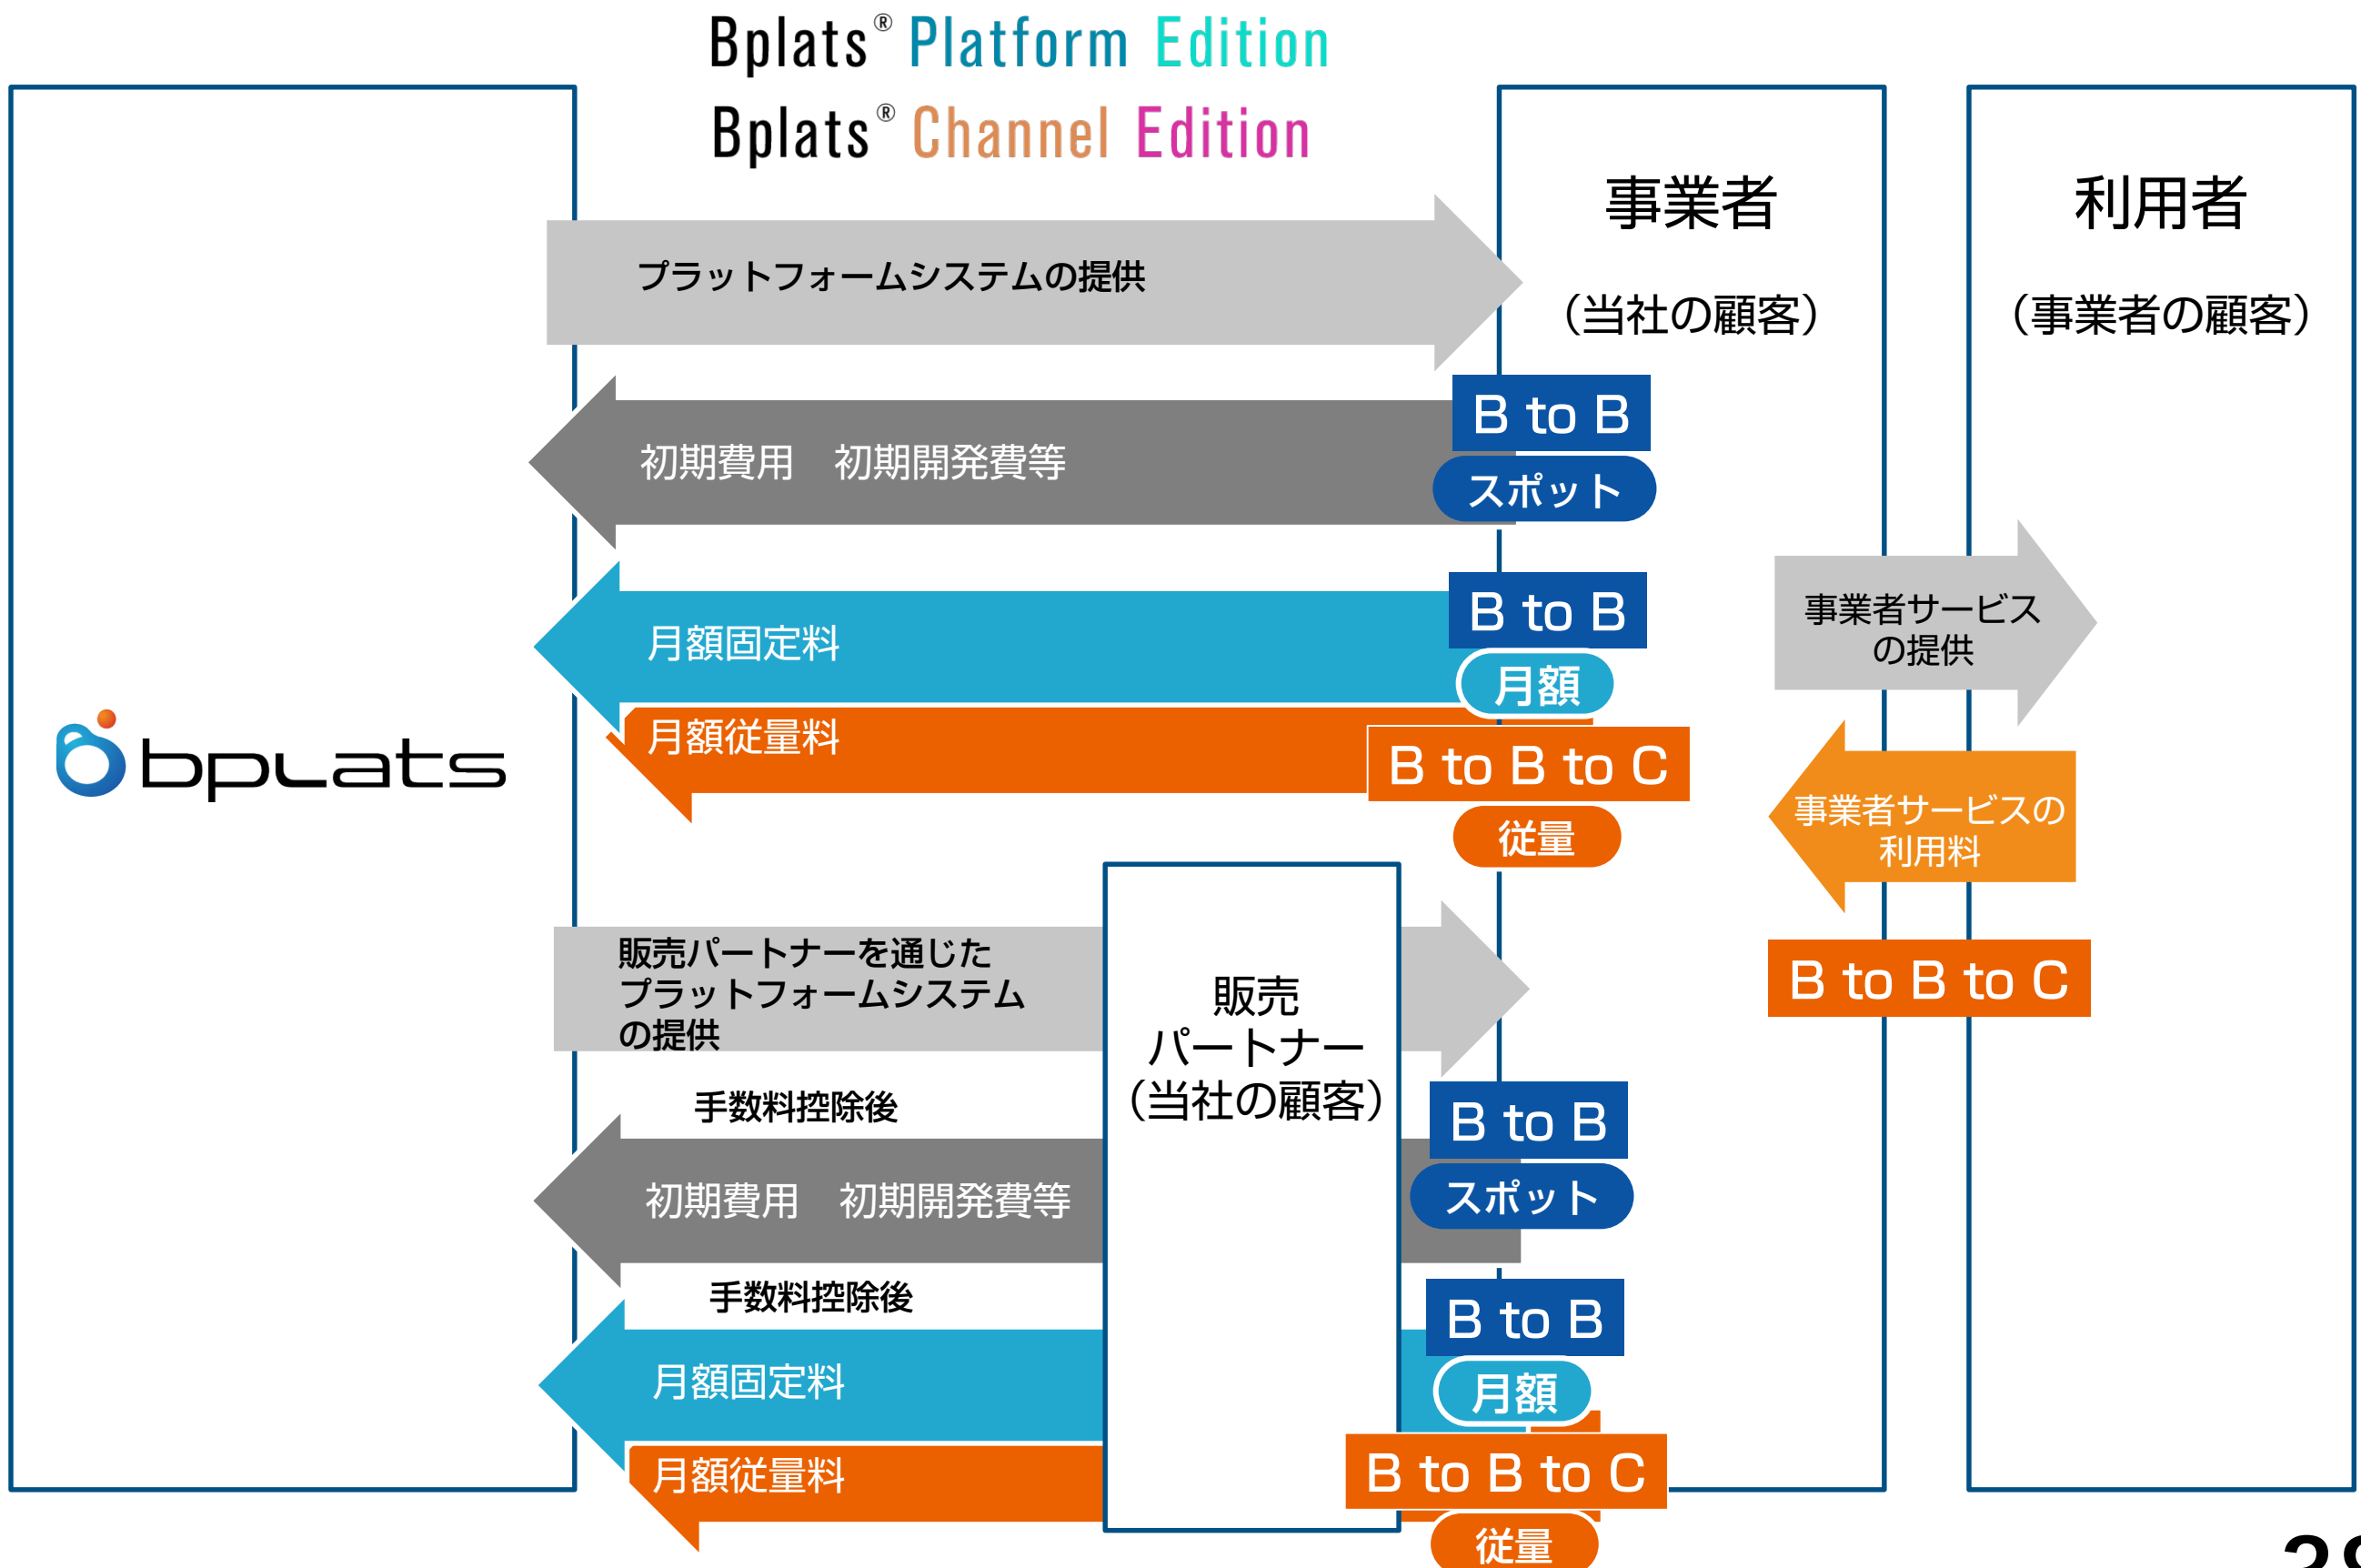 Bplats® Platform Edition
Bplats® Channel Edition
事業者
（当社の顧客）
利用者
（事業者の顧客）
プラットフォームシステムの提供
B to B
初期費用　初期開発費等
スポット
B to B
月額固定料
月額
事業者サービス
の提供
月額従量料
B to B to C
従量
事業者サービスの
利用料
B to B to C
bplats
販売パートナーを通じた
プラットフォームシステム
の提供
販売
パートナー
（当社の顧客）
手数料控除後
B to B
初期費用　初期開発費等
スポット
手数料控除後
B to B
月額固定料
月額
月額従量料
B to B to C
従量